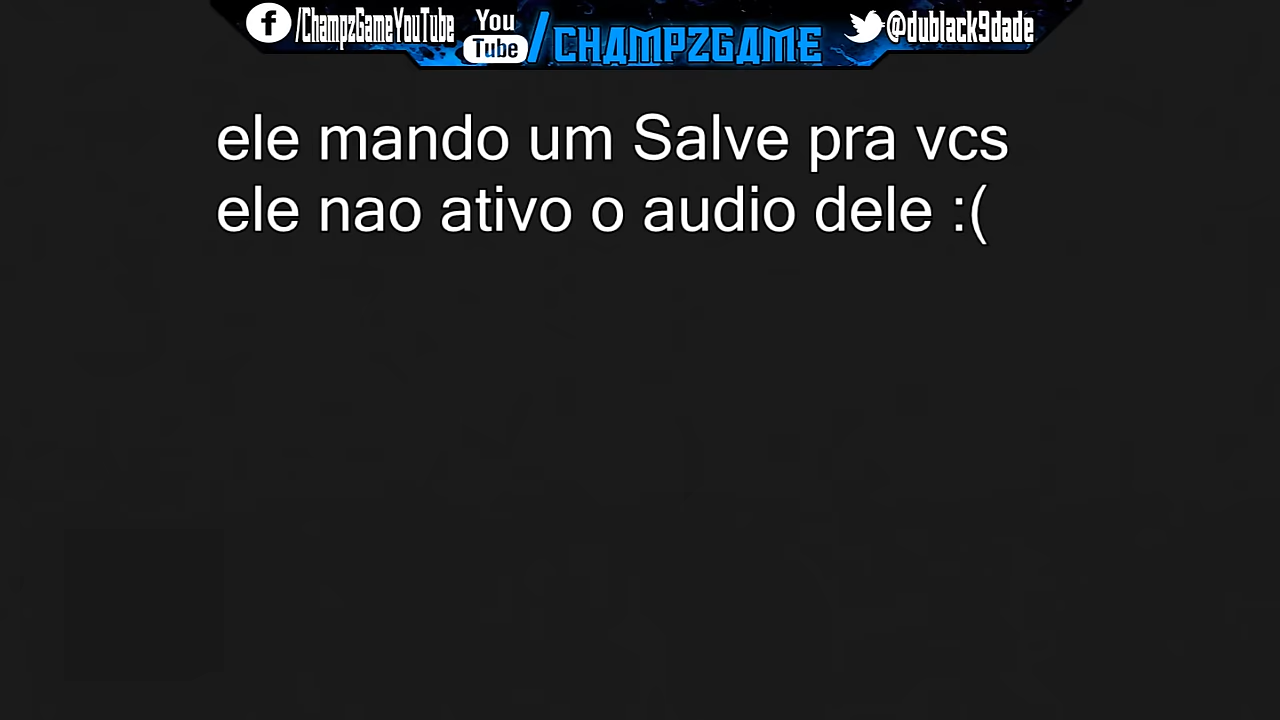 /ChampzGameYouTube
You
Tube
/CHAMPZGAME
@dublack9dade
ele mando um Salve pra vcs
ele nao ativo o audio dele :(